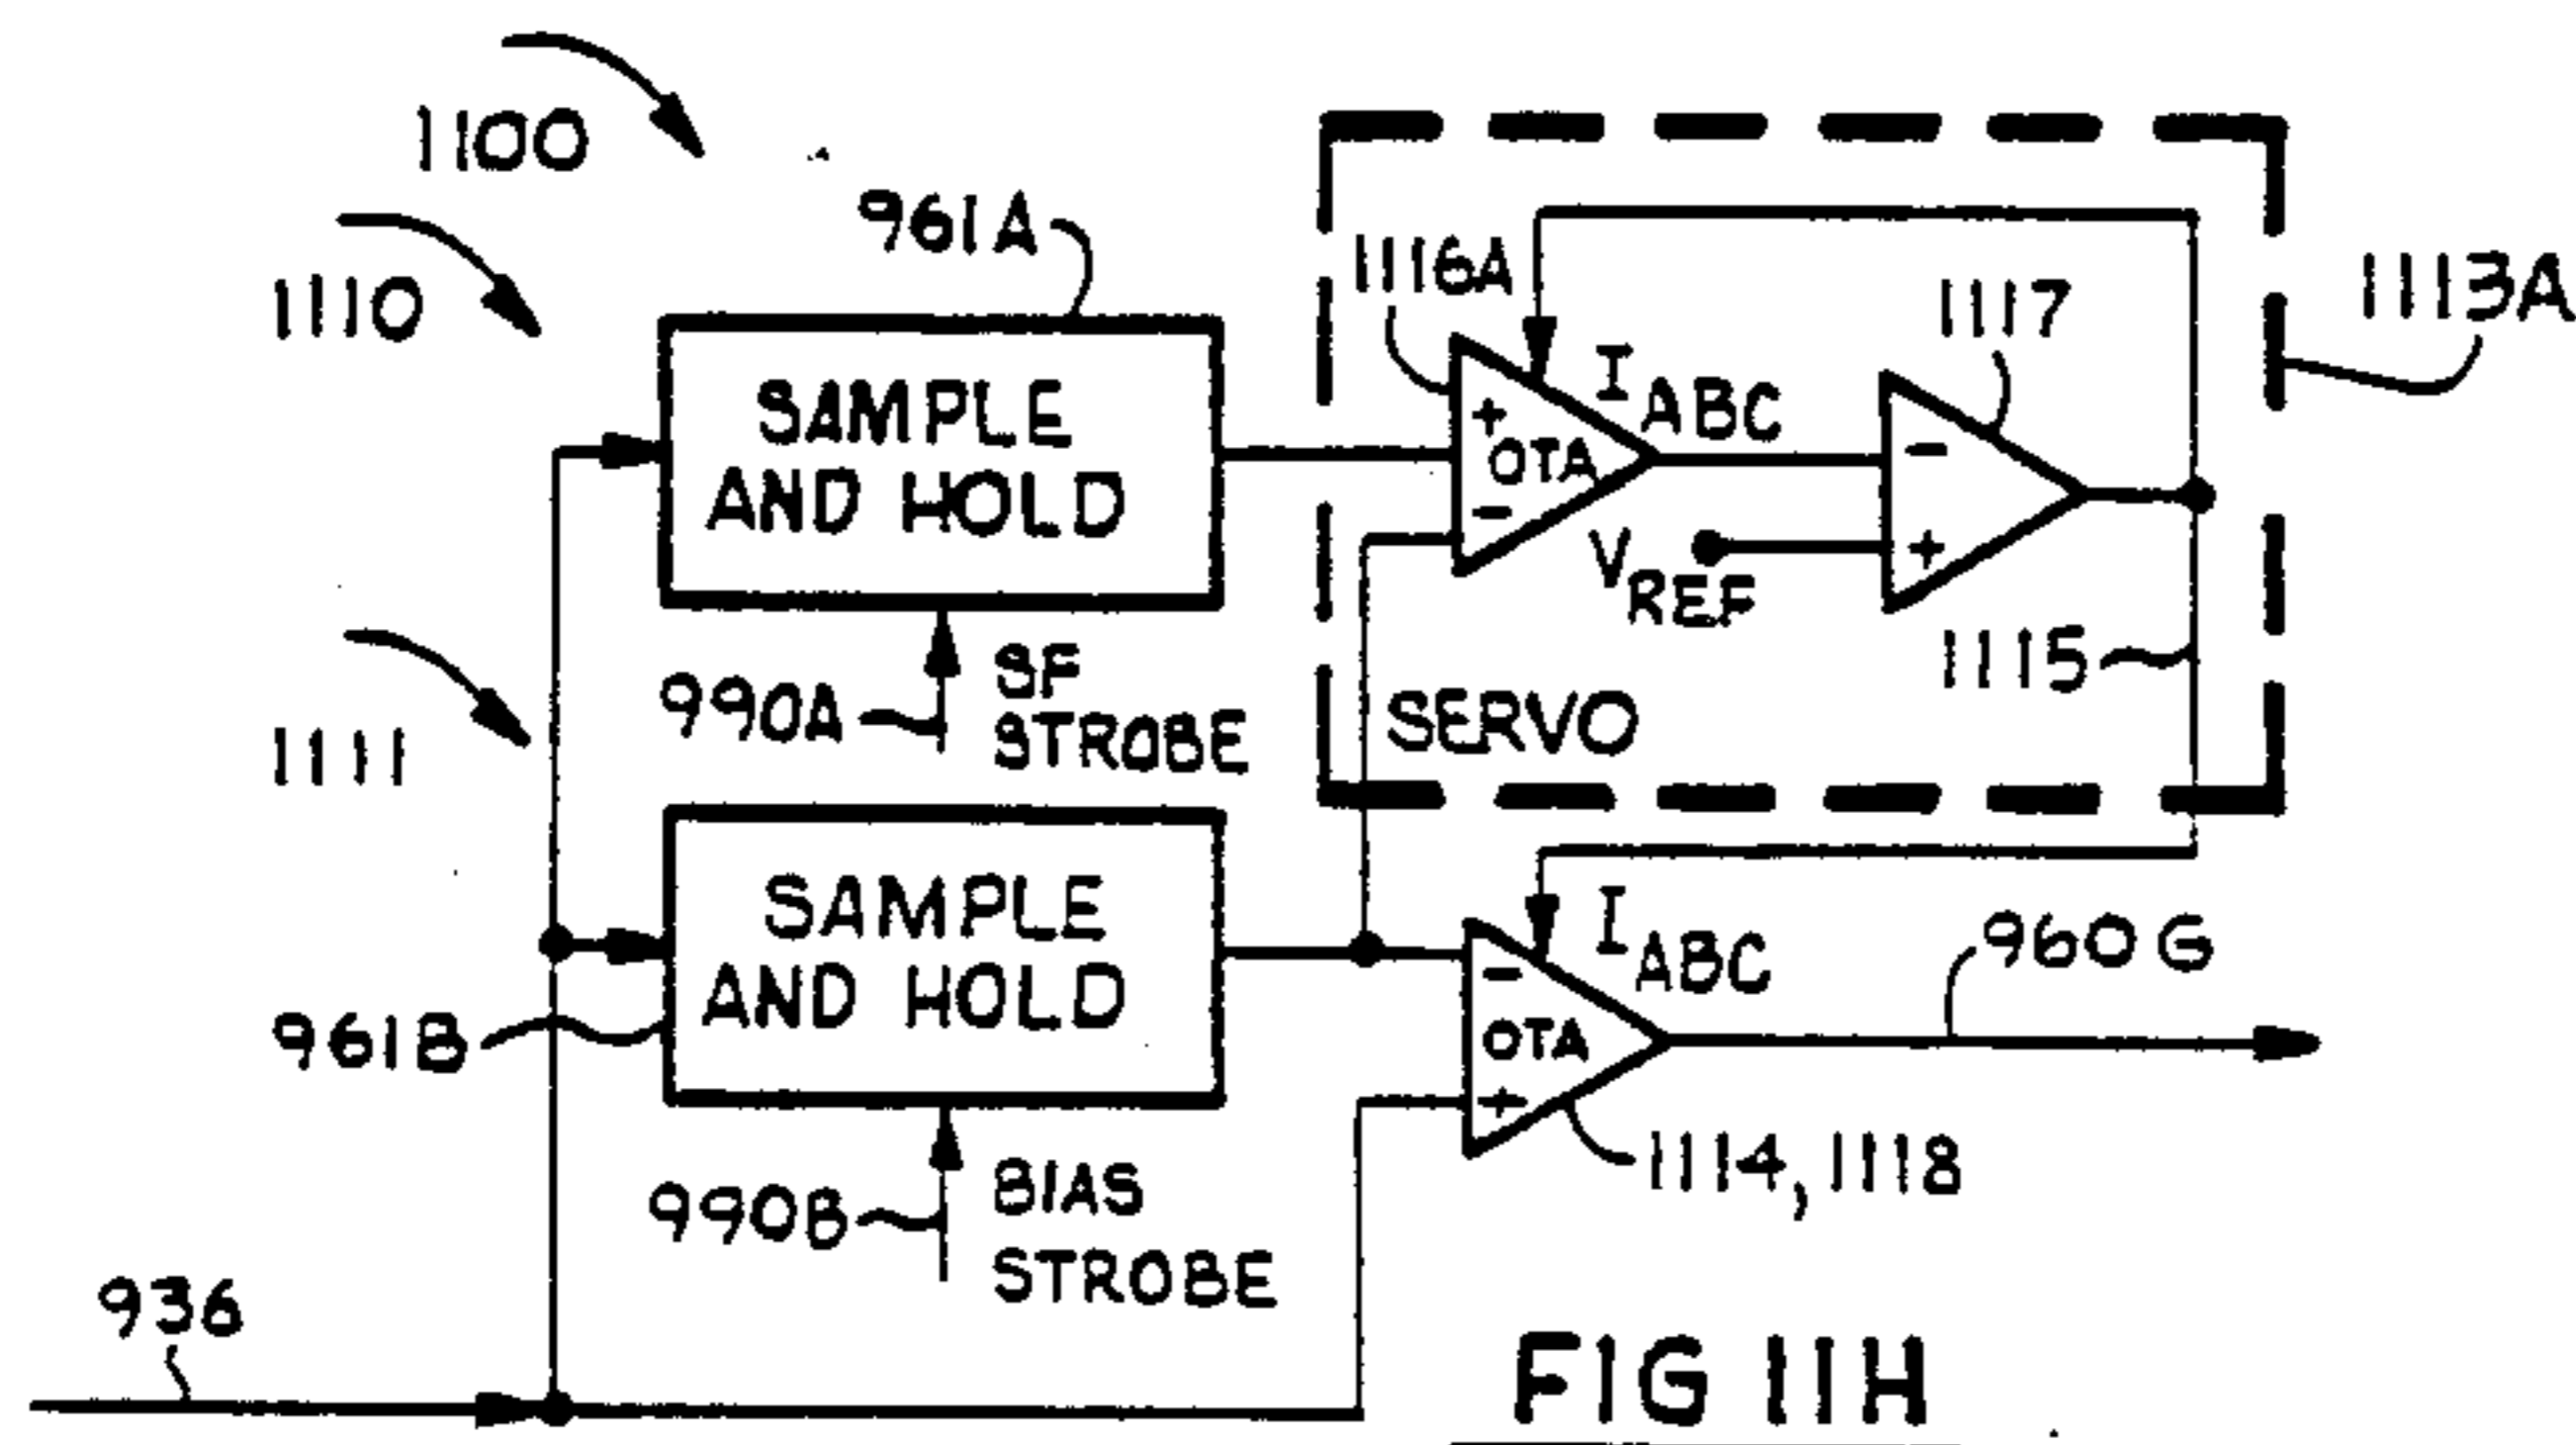 1100
1110
961A
1116A
1117
1113A
I ABC
SAMPLE
AND HOLD
+
OTA
-
-
+
V REF
1111
990A
SF
STROBE
SERVO
1115
SAMPLE
AND HOLD
961B
I ABC
960G
-
OTA
+
1114, 1118
990B
BIAS
STROBE
936
FIG 11H